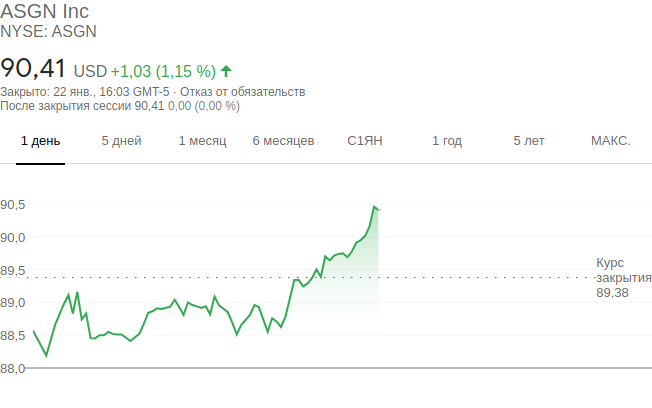 ASGN Inc
NYSE: ASGN
90,41 USD +1,03 (1,15 %)
Закрыто: 22 янв., 16:03 GMT-5 · Отказ от обязательств
После закрытия сессии 90,41 0,00 (0,00 %)
1 день 5 дней 1 месяц 6 месяцев С1ЯН 1 год 5 лет МАКС.
90,5
90,0
89,5
89,0
88,5
88,0
Курс
закрытия
89,38